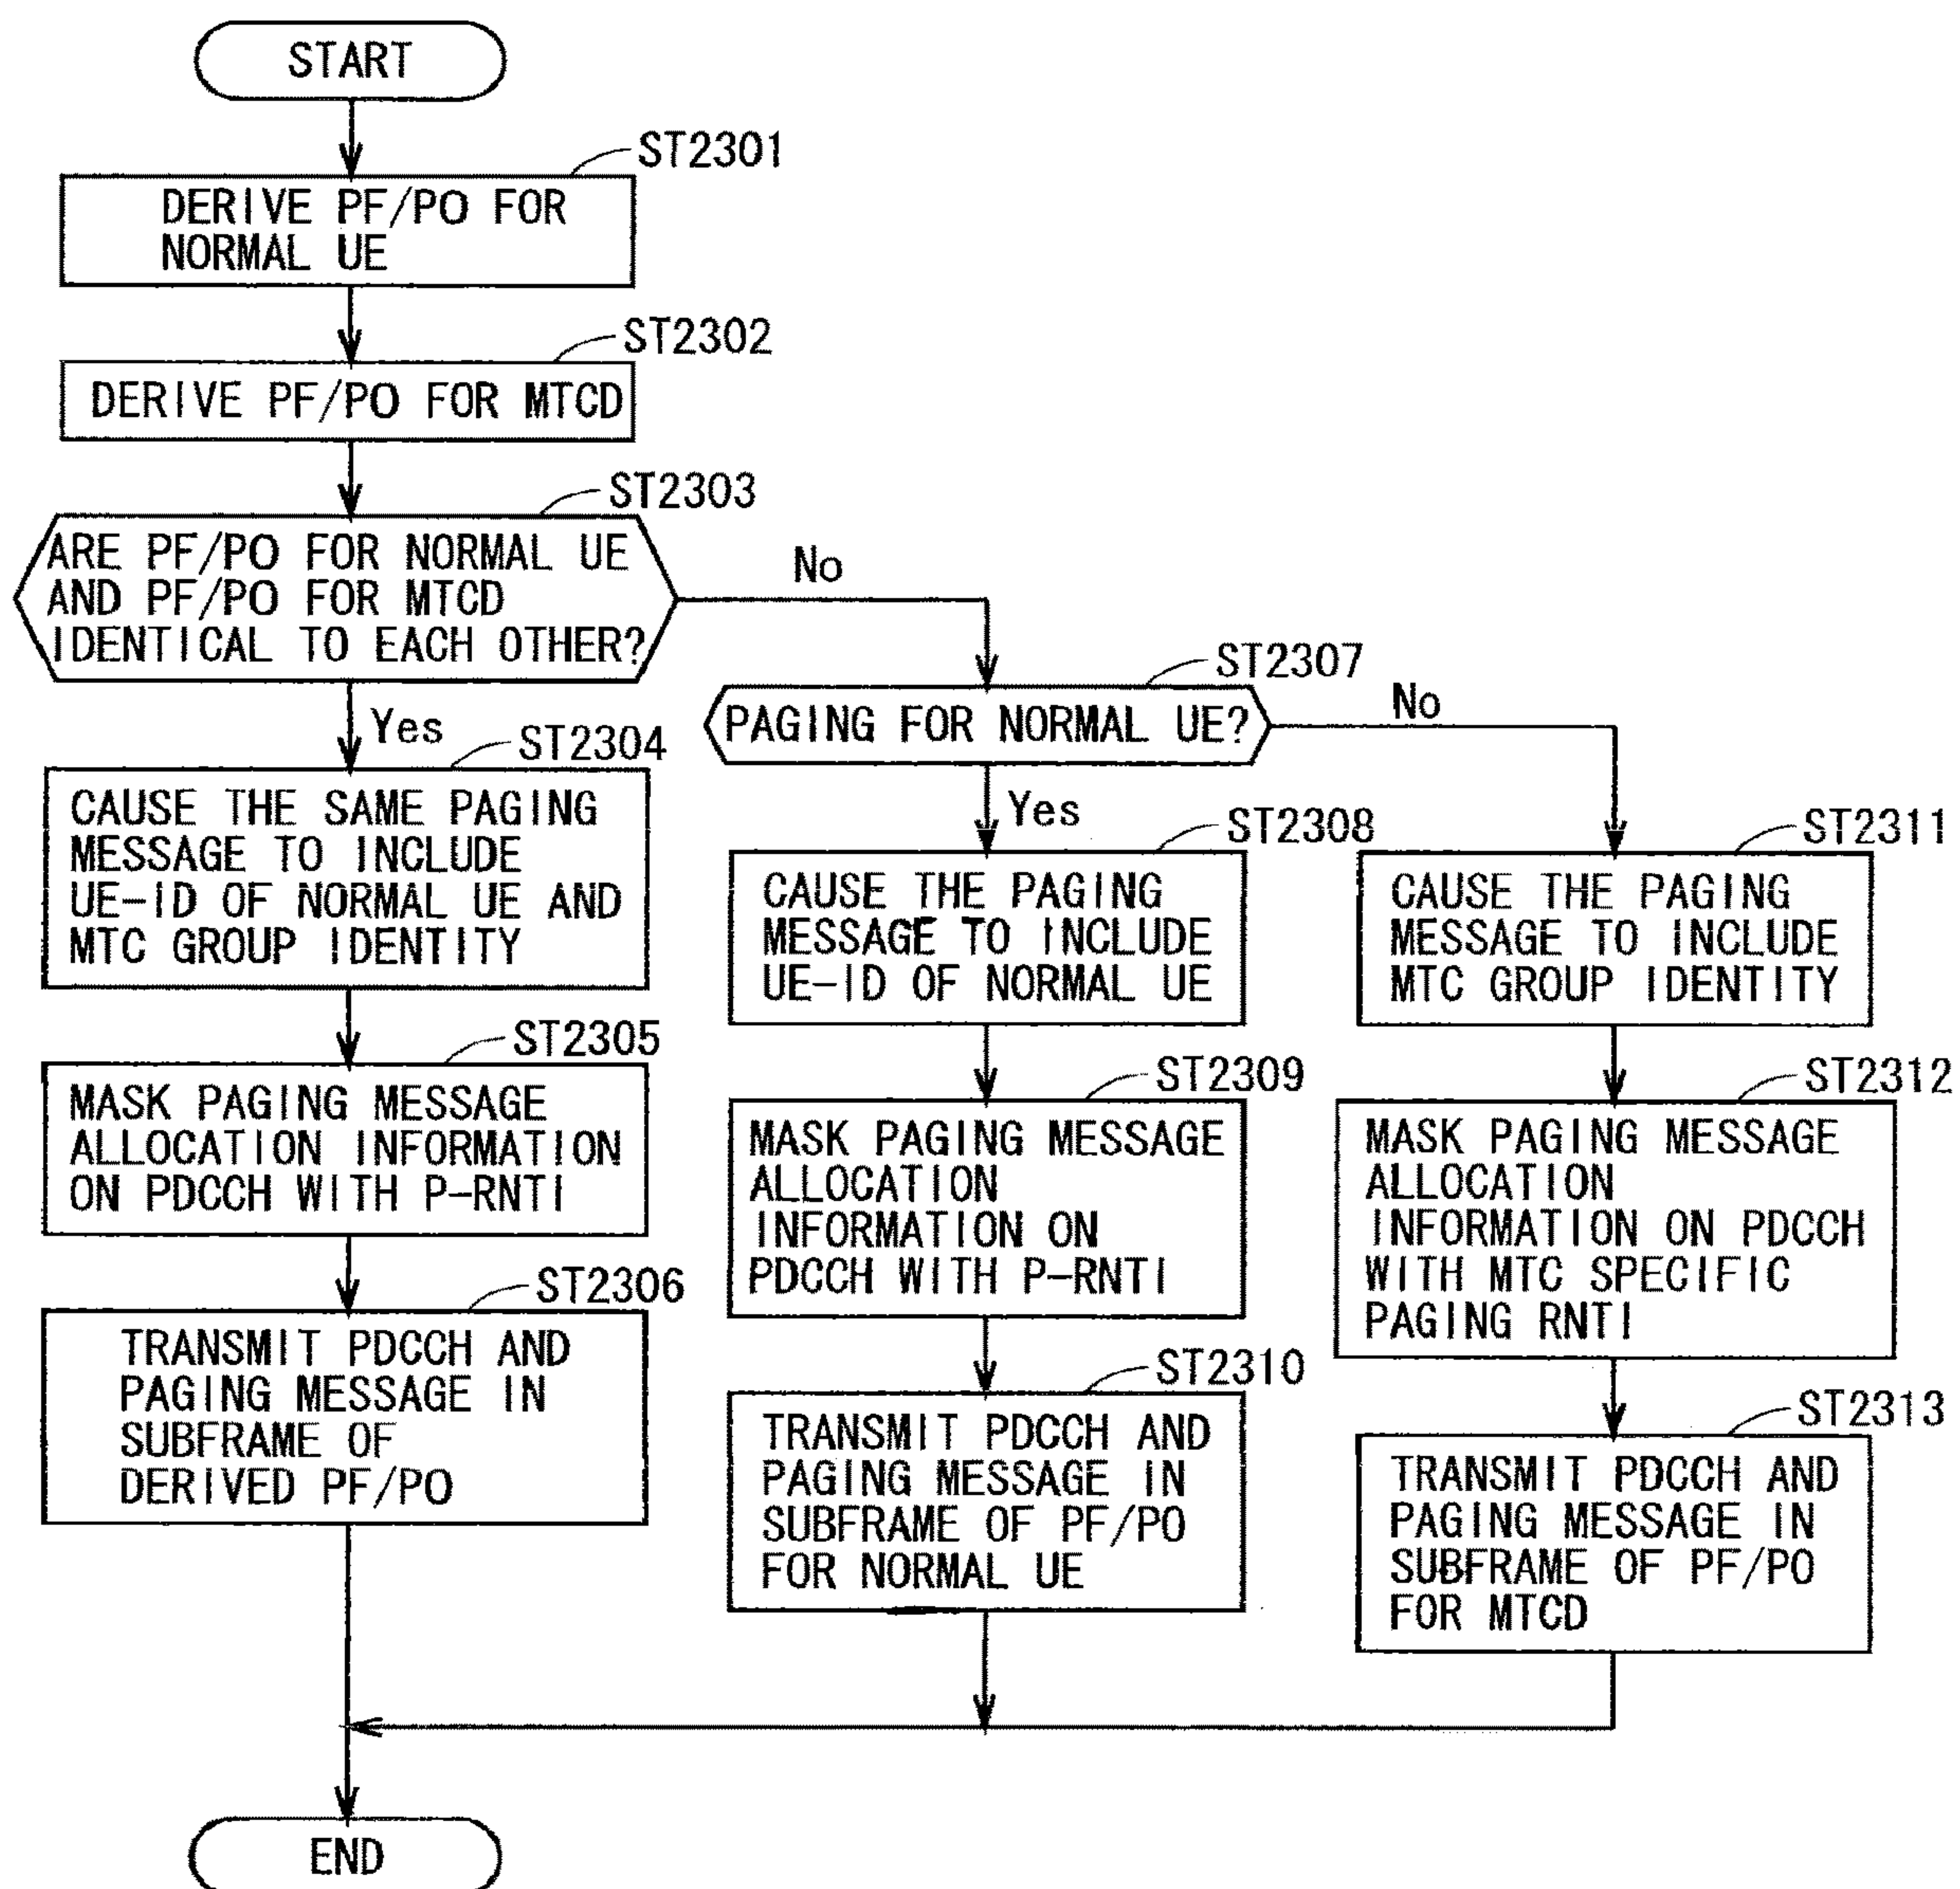 START
ST2301
DERIVE PF/PO FOR
NORMAL UE
ST2302
DERIVE PF/PO FOR MTCD
ST2303
ARE PF/PO FOR NORMAL UE
AND PF/PO FOR MTCD
IDENTICAL TO EACH OTHER?
No
Yes
ST2304
CAUSE THE SAME PAGING
MESSAGE TO INCLUDE
UE-ID OF NORMAL UE AND
MTC GROUP IDENTITY
ST2305
MASK PAGING MESSAGE
ALLOCATION INFORMATION
ON PDCCH WITH P-RNTI
ST2306
TRANSMIT PDCCH AND
PAGING MESSAGE IN
SUBFRAME OF
DERIVED PF/PO
ST2307
PAGING FOR NORMAL UE?
No
Yes
ST2308
CAUSE THE PAGING
MESSAGE TO INCLUDE
UE-ID OF NORMAL UE
ST2309
MASK PAGING MESSAGE
ALLOCATION
INFORMATION ON
PDCCH WITH P-RNTI
ST2310
TRANSMIT PDCCH AND
PAGING MESSAGE IN
SUBFRAME OF PF/PO
FOR NORMAL UE
ST2311
CAUSE THE PAGING
MESSAGE TO INCLUDE
MTC GROUP IDENTITY
ST2312
MASK PAGING MESSAGE
ALLOCATION
INFORMATION ON PDCCH
WITH MTC SPECIFIC
PAGING RNTI
ST2313
TRANSMIT PDCCH AND
PAGING MESSAGE IN
SUBFRAME OF PF/PO
FOR MTCD
END